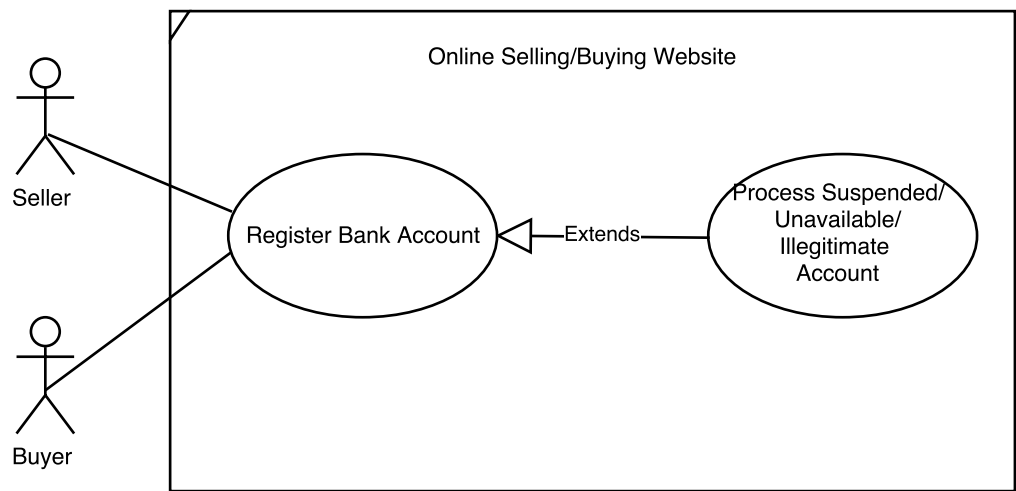 Online Selling/Buying Website
Seller
Register Bank Account
Extends
Process Suspended/
Unavailable/
Illegitimate
Account
Buyer